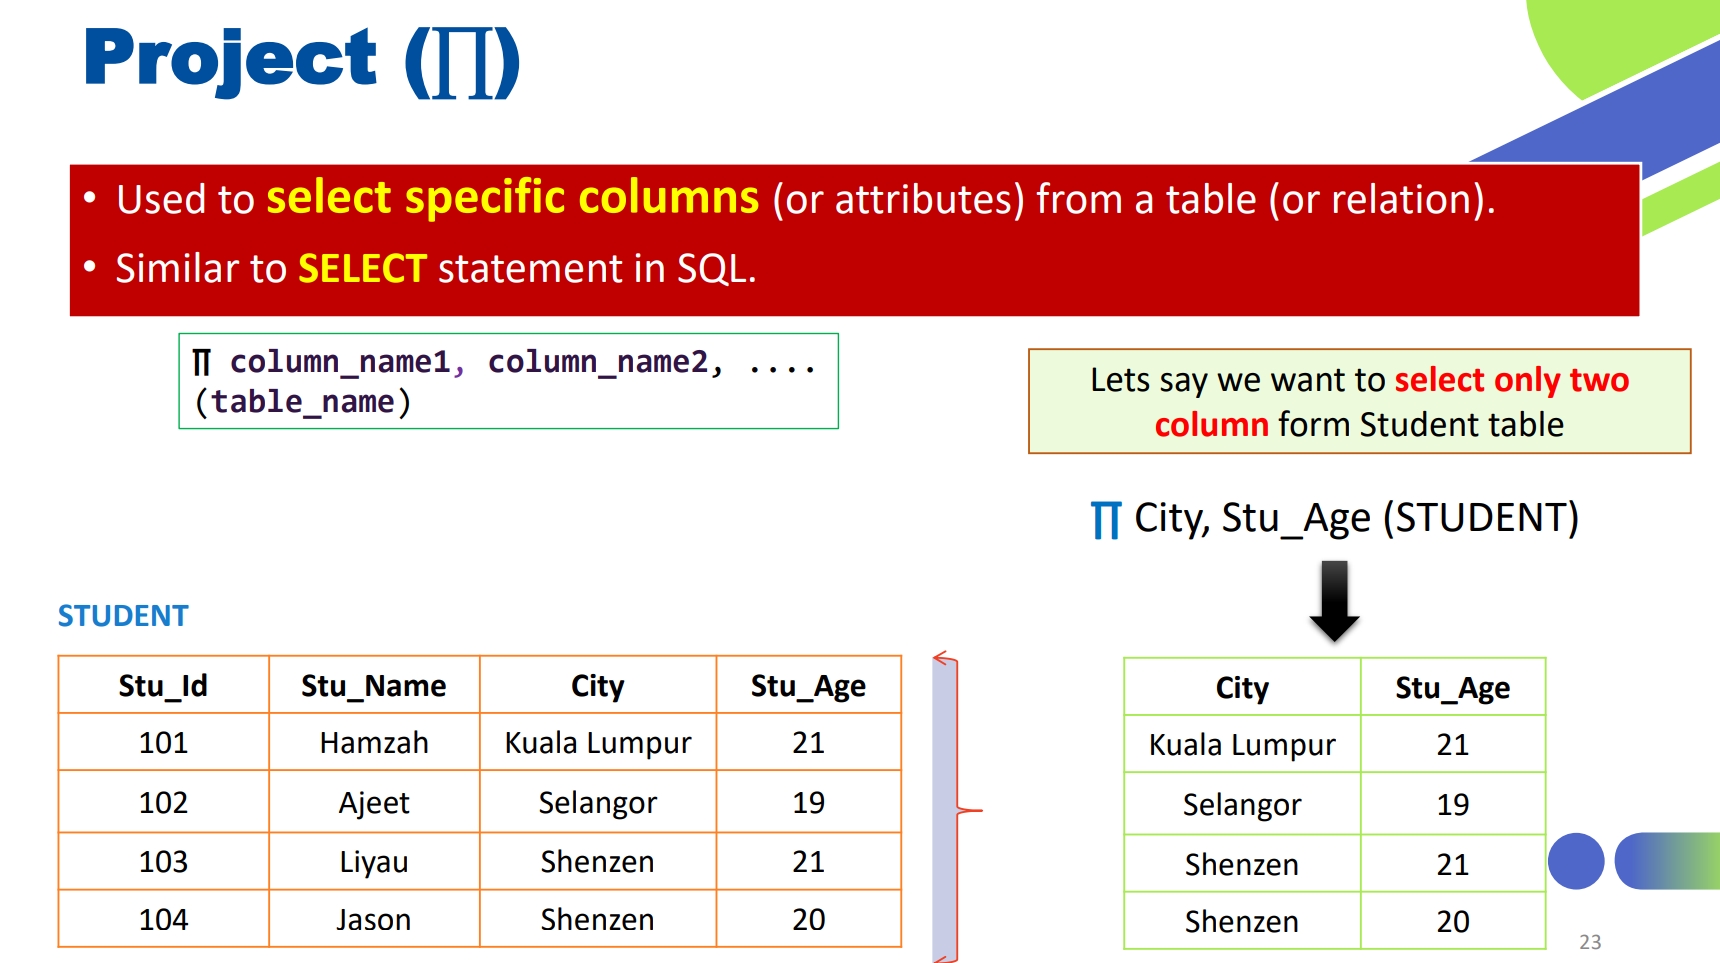 Project (∏)
• Used to select specific columns (or attributes) from a table (or relation).
• Similar to SELECT statement in SQL.
∏ column_name1, column_name2, ....
(table_name)
Lets say we want to select only two
column form Student table
∏ City, Stu_Age (STUDENT)
STUDENT
Stu_Id Stu_Name City Stu_Age
101 Hamzah Kuala Lumpur 21
102 Ajeet Selangor 19
103 Liyau Shenzen 21
104 Jason Shenzen 20
City Stu_Age
Kuala Lumpur 21
Selangor 19
Shenzen 21
Shenzen 20
23